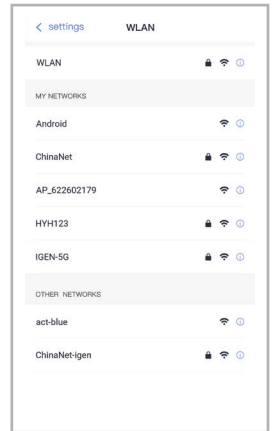 settings WLAN
WLAN
MY NETWORKS
Android
ChinaNet
AP_622602179
HYH123
IGEN-5G
OTHER NETWORKS
act-blue
ChinaNet-igen